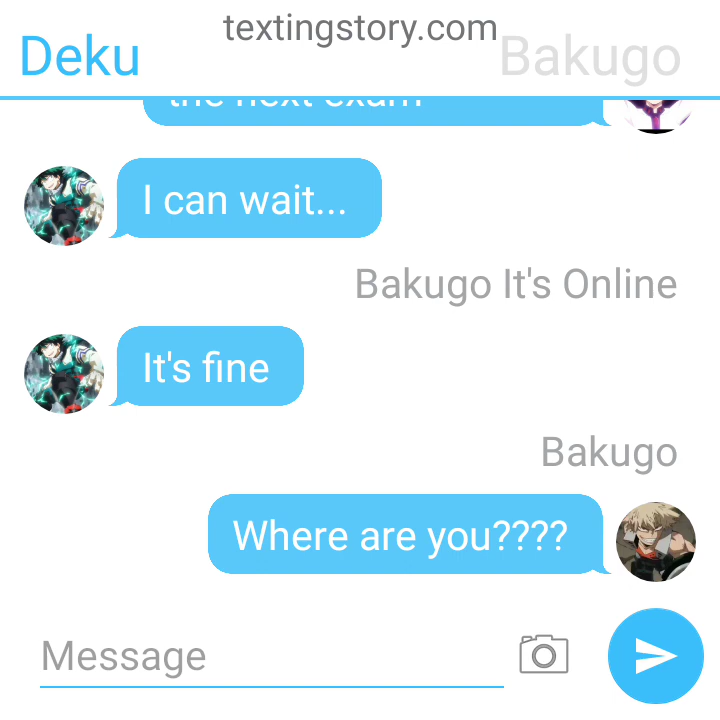 textingstory.com
Deku
Bakugo
the next exam
I can wait...
Bakugo It's Online
It's fine
Bakugo
Where are you????
Message